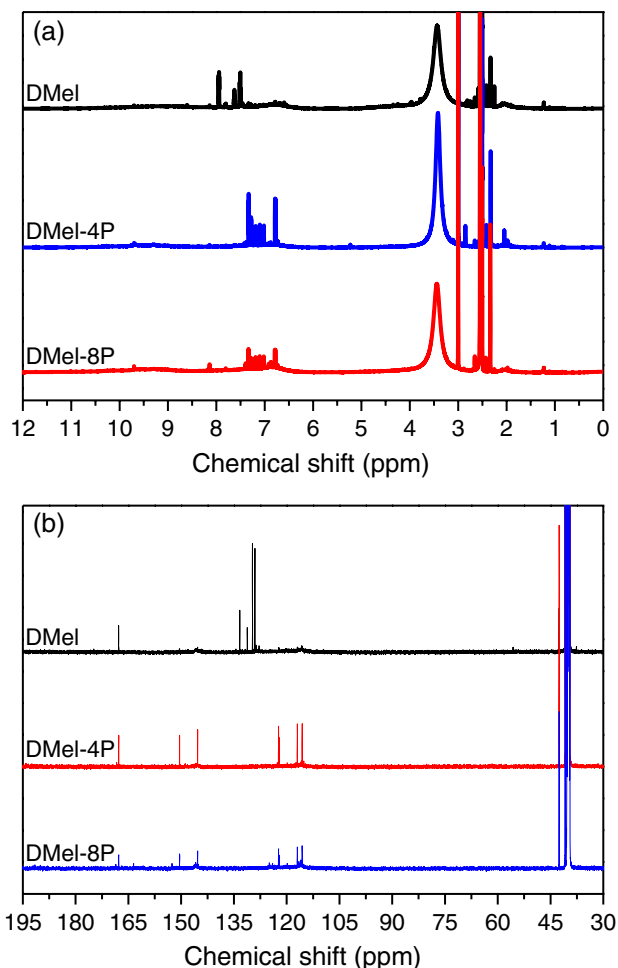 (a)
DMel
DMel-4P
DMel-8P
12 11 10 9 8 7 6 5 4 3 2 1 0
Chemical shift (ppm)
(b)
DMel
DMel-4P
DMel-8P
195 180 165 150 135 120 105 90 75 60 45 30
Chemical shift (ppm)